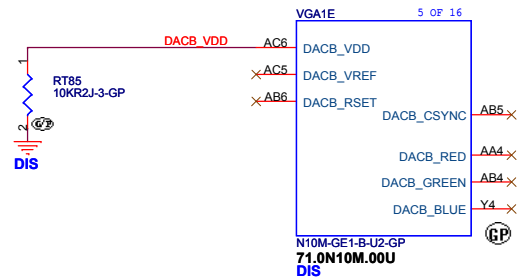 VGA1E 5 OF 16
DACB_VDD AC6 DACB_VDD
1
AC5 DACB_VREF
RT85
10KR2J-3-GP
AB6 DACB_RSET
DACB_CSYNC AB5
2 G/P
DIS
DACB_RED AA4
DACB_GREEN AB4
DACB_BLUE Y4
GP
N10M-GE1-B-U2-GP
71.0N10M.00U
DIS